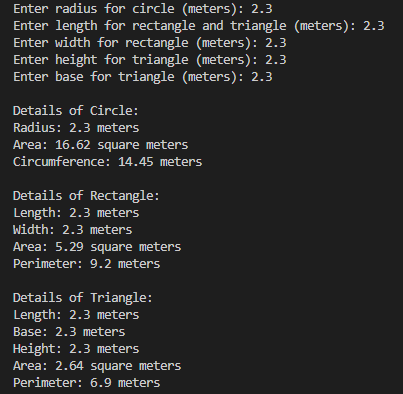 Enter radius for circle (meters): 2.3
Enter length for rectangle and triangle (meters): 2.3
Enter width for rectangle (meters): 2.3
Enter height for triangle (meters): 2.3
Enter base for triangle (meters): 2.3
Details of Circle:
Radius: 2.3 meters
Area: 16.62 square meters
Circumference: 14.45 meters
Details of Rectangle:
Length: 2.3 meters
Width: 2.3 meters
Area: 5.29 square meters
Perimeter: 9.2 meters
Details of Triangle:
Length: 2.3 meters
Base: 2.3 meters
Height: 2.3 meters
Area: 2.64 square meters
Perimeter: 6.9 meters